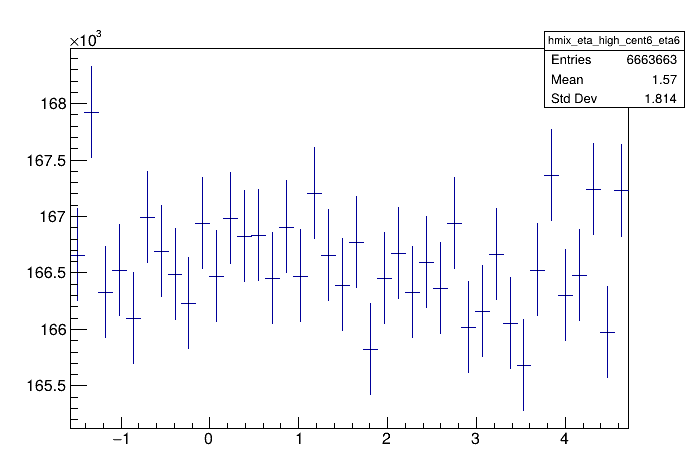 ×10³
hmix_eta_high_cent6_eta6
Entries 6663663
Mean 1.57
Std Dev 1.814
168
167.5
167
166.5
166
165.5
−1 0 1 2 3 4